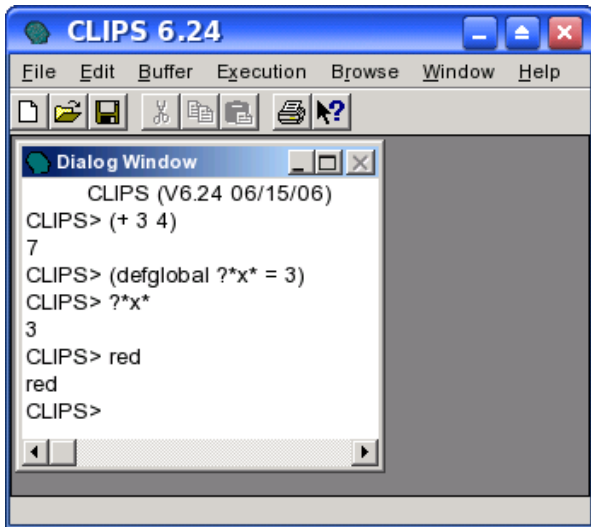 CLIPS 6.24
File Edit Buffer Execution Browse Window Help
Dialog Window
CLIPS (V6.24 06/15/06)
CLIPS> (+ 3 4)
7
CLIPS> (defglobal ?*x* = 3)
CLIPS> ?*x*
3
CLIPS> red
red
CLIPS>